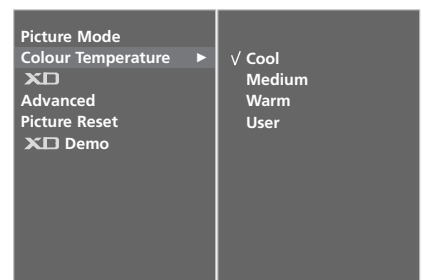 Picture Mode
Colour Temperature ►
XD
Advanced
Picture Reset
XD Demo
√ Cool
Medium
Warm
User